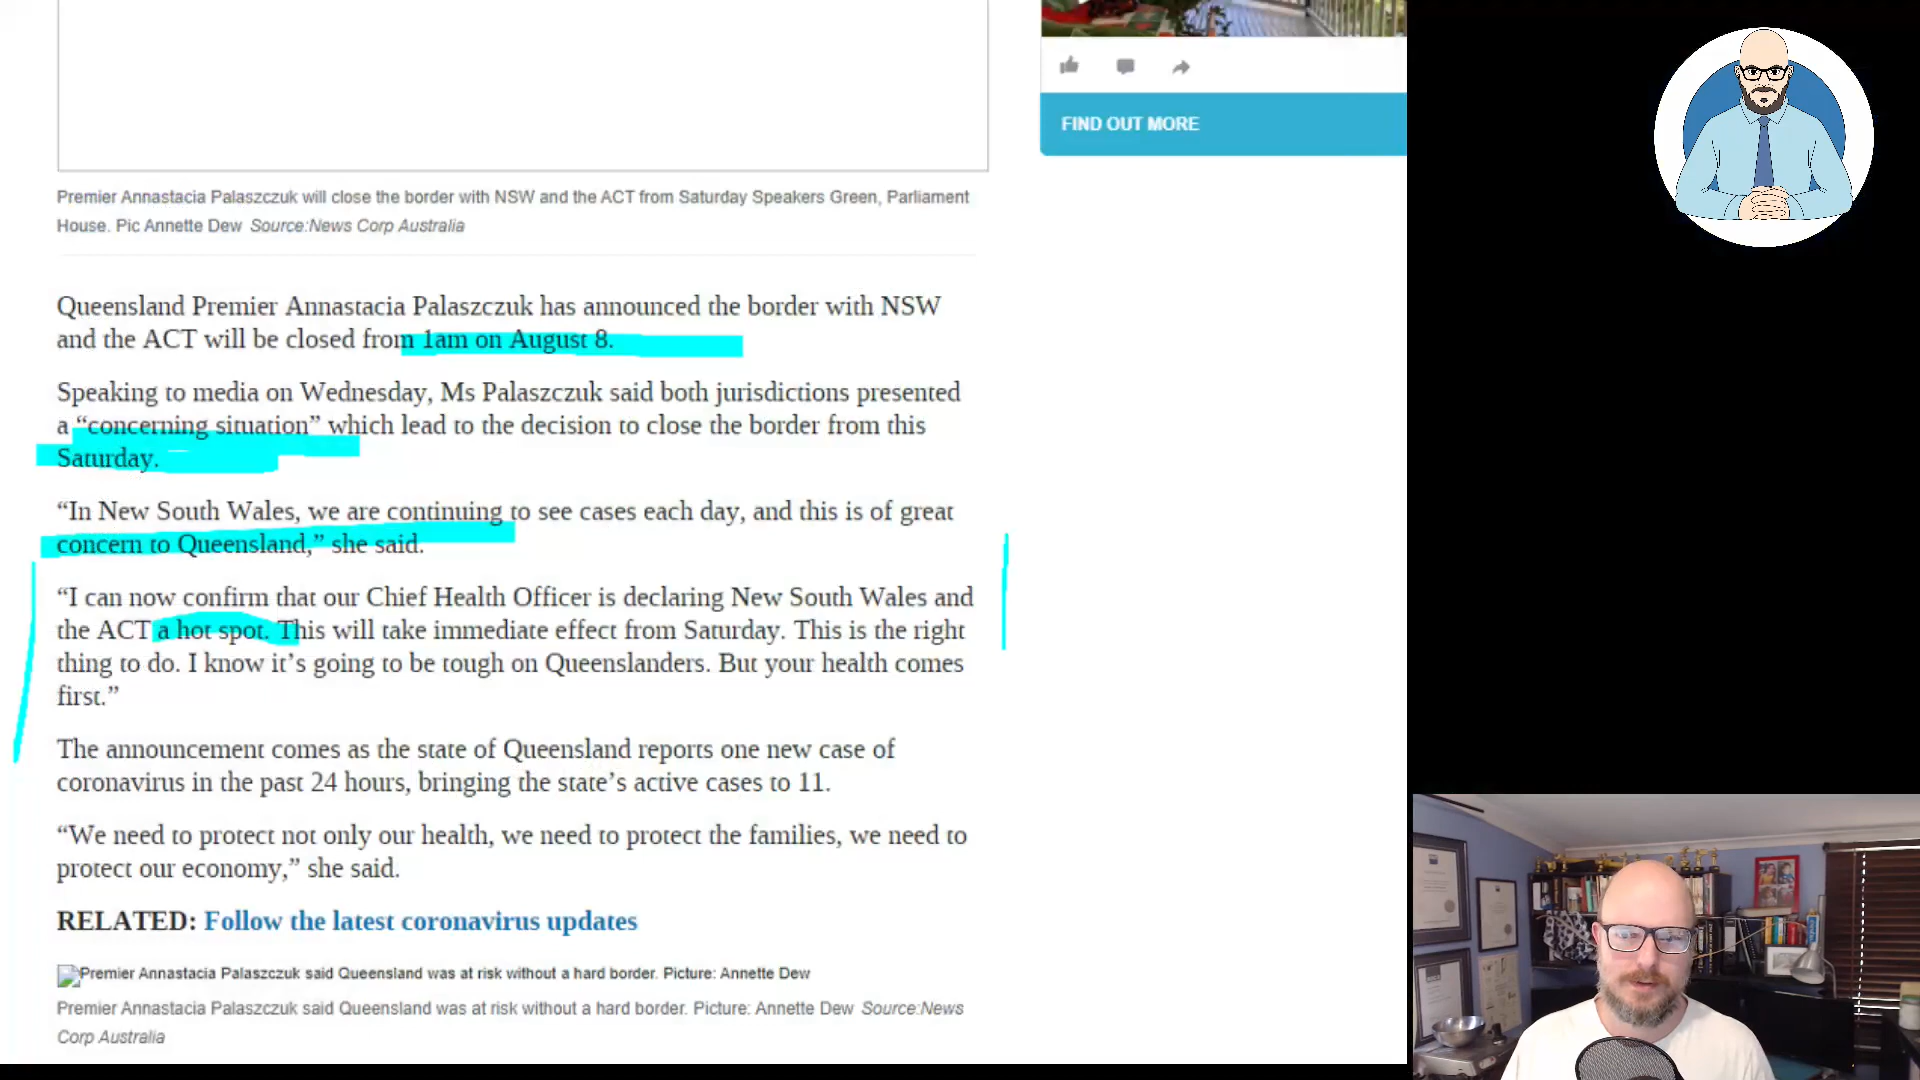 FIND OUT MORE
Premier Annastacia Palaszczuk will close the border with NSW and the ACT from Saturday Speakers Green, Parliament
House. Pic Annette Dew Source:News Corp Australia
Queensland Premier Annastacia Palaszczuk has announced the border with NSW
and the ACT will be closed from 1am on August 8.
Speaking to media on Wednesday, Ms Palaszczuk said both jurisdictions presented
a “concerning situation” which lead to the decision to close the border from this
Saturday.
“In New South Wales, we are continuing to see cases each day, and this is of great
concern to Queensland,” she said.
“I can now confirm that our Chief Health Officer is declaring New South Wales and
the ACT a hot spot. This will take immediate effect from Saturday. This is the right
thing to do. I know it’s going to be tough on Queenslanders. But your health comes
first.”
The announcement comes as the state of Queensland reports one new case of
coronavirus in the past 24 hours, bringing the state’s active cases to 11.
“We need to protect not only our health, we need to protect the families, we need to
protect our economy,” she said.
RELATED: Follow the latest coronavirus updates
Premier Annastacia Palaszczuk said Queensland was at risk without a hard border. Picture: Annette Dew
Premier Annastacia Palaszczuk said Queensland was at risk without a hard border. Picture: Annette Dew Source:News
Corp Australia